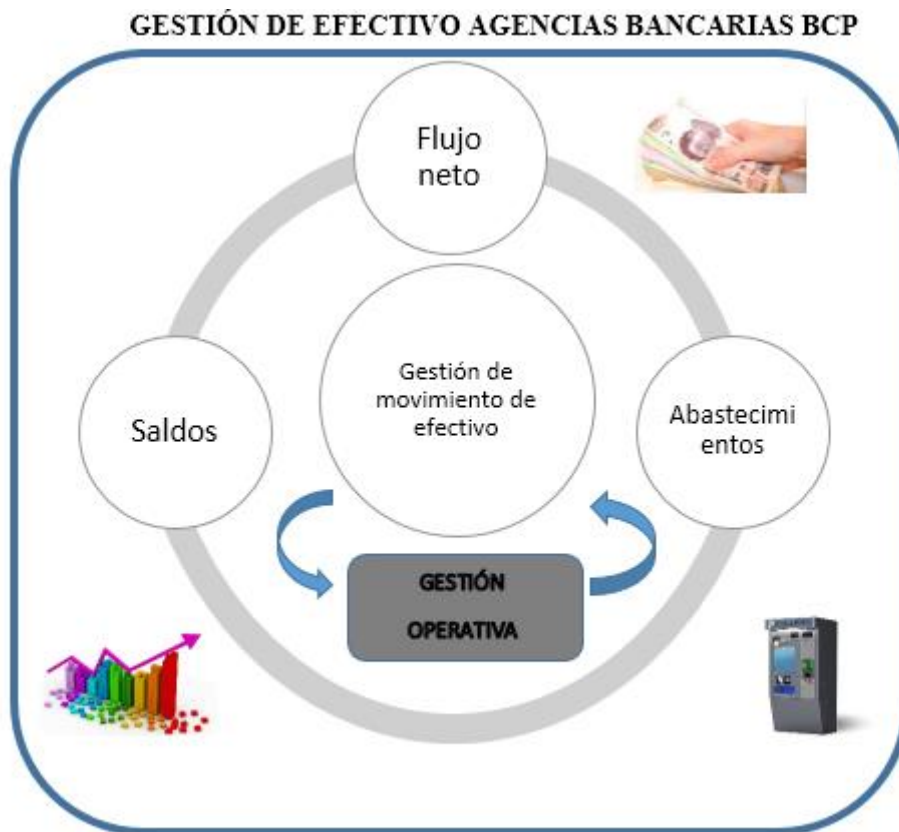 GESTIÓN DE EFECTIVO AGENCIAS BANCARIAS BCP
Flujo
neto
Gestión de
movimiento de
efectivo
Saldos
Abastecimi
entos
GESTIÓN
OPERATIVA